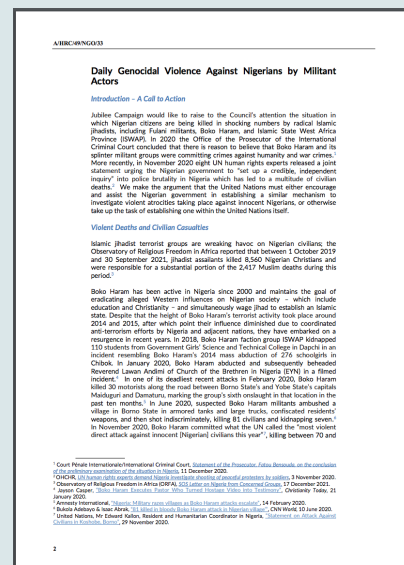 A/HRC/49/NGO/33
Daily Genocidal Violence Against Nigerians by Militant
Actors
Introduction – A Call to Action
Jubilee Campaign would like to raise to the Council's attention the situation in
which Nigerian citizens are being killed in shocking numbers by radical Islamic
jihadists, including Fulani militants, Boko Haram, and Islamic State West Africa
Province (ISWAP). In 2020 the Office of the Prosecutor of the International
Criminal Court concluded that there is reason to believe that Boko Haram and its
splinter militant groups were committing crimes against humanity and war crimes.1
More recently, in November 2020 eight UN human rights experts released a joint
statement urging the Nigerian government to "set up a credible, independent
inquiry" into police brutality in Nigeria which has led to a multitude of civilian
deaths.2 We make the argument that the United Nations must either encourage
and assist the Nigerian government in establishing a similar mechanism to
investigate violent atrocities taking place against innocent Nigerians, or otherwise
take up the task of establishing one within the United Nations itself.
Violent Deaths and Civilian Casualties
Islamic jihadist terrorist groups are wreaking havoc on Nigerian civilians; the
Observatory of Religious Freedom in Africa reported that between 1 October 2019
and 30 September 2021, jihadist assailants killed 8,560 Nigerian Christians and
were responsible for a substantial portion of the 2,417 Muslim deaths during this
period.3
Boko Haram has been active in Nigeria since 2000 and maintains the goal of
eradicating alleged Western influences on Nigerian society – which include
education and Christianity – and simultaneously wage jihad to establish an Islamic
state. Despite that the height of Boko Haram's terrorist activity took place around
2014 and 2015, after which point their influence diminished due to coordinated
anti-terrorism efforts by Nigeria and adjacent nations, they have embarked on a
resurgence in recent years. In 2018, Boko Haram faction group ISWAP kidnapped
110 students from Government Girls' Science and Technical College in Dapchi in an
incident resembling Boko Haram's 2014 mass abduction of 276 schoolgirls in
Chibok. In January 2020, Boko Haram abducted and subsequently beheaded
Reverend Lawan Andimi of Church of the Brethren in Nigeria (EYN) in a filmed
incident.4 In one of its deadliest recent attacks in February 2020, Boko Haram
killed 30 motorists along the road between Borno State's and Yobe State's capitals
Maiduguri and Damaturu, marking the group's sixth onslaught in that location in the
past ten months.5 In June 2020, suspected Boko Haram militants ambushed a
village in Borno State in armored tanks and large trucks, confiscated residents'
weapons, and then shot indiscriminately, killing 81 civilians and kidnapping seven.6
In November 2020, Boko Haram committed what the UN called the "most violent
direct attack against innocent [Nigerian] civilians this year"7, killing between 70 and
1 Court Pénale Internationale/International Criminal Court, Statement of the Prosecutor, Fatou Bensouda, on the conclusion
of the preliminary examination of the situation in Nigeria, 11 December 2020.
2 OHCHR, UN human rights experts demand Nigeria investigate shooting of peaceful protesters by soldiers, 3 November 2020.
3 Observatory of Religious Freedom in Africa (ORFA), SOS Letter on Nigeria from Concerned Groups, 17 December 2021.
4 Jayson Casper, "Boko Haram Executes Pastor Who Turned Hostage Video Into Testimony", Christianity Today, 21
January 2020.
5 Amnesty International, "Nigeria: Military razes villages as Boko Haram attacks escalate", 14 February 2020.
6 Bukola Adebayo & Isaac Abrak, "81 killed in bloody Boko Haram attack in Nigerian village", CNN World, 10 June 2020.
7 United Nations, Mr Edward Kallon, Resident and Humanitarian Coordinator in Nigeria, "Statement on Attack Against
Civilians in Koshobe, Borno", 29 November 2020.
2